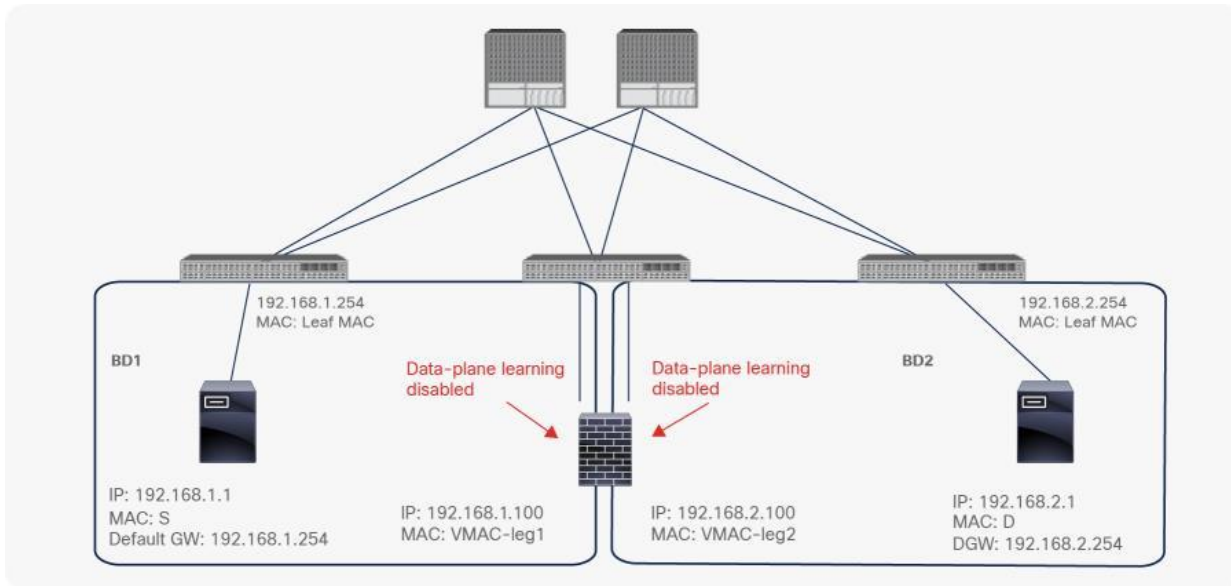 192.168.1.254
MAC: Leaf MAC
192.168.2.254
MAC: Leaf MAC
BD1
Data-plane learning
disabled
Data-plane learning
disabled
BD2
IP: 192.168.1.1
MAC: S
Default GW: 192.168.1.254
IP: 192.168.1.100
MAC: VMAC-leg1
IP: 192.168.2.100
MAC: VMAC-leg2
IP: 192.168.2.1
MAC: D
DGW: 192.168.2.254